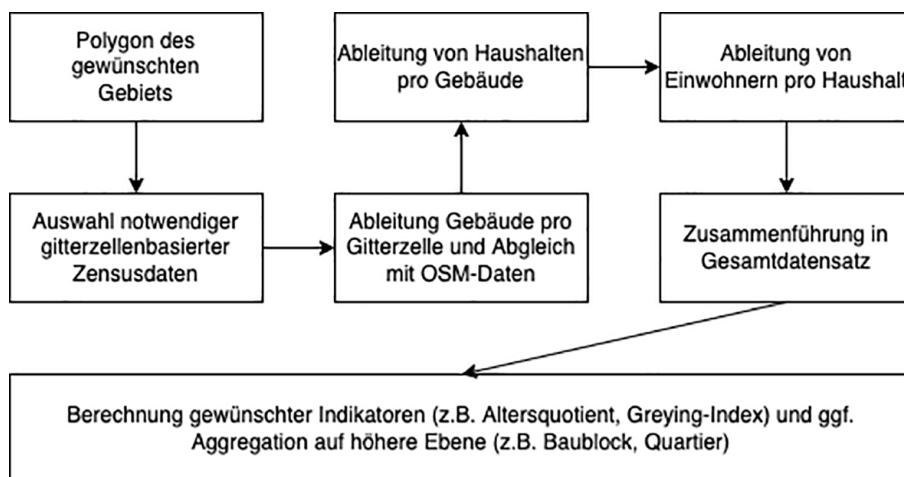 Polygon des
gewünschten
Gebiets
Auswahl notwendiger
gitterzellenbasierter
Zensusdaten
Ableitung Gebäude pro
Gitterzelle und Abgleich
mit OSM-Daten
Ableitung von Haushalten
pro Gebäude
Ableitung von
Einwohnern pro Haushalt
Zusammenführung in
Gesamtdatensatz
Berechnung gewünschter Indikatoren (z.B. Altersquotient, Greying-Index) und ggf.
Aggregation auf höhere Ebene (z.B. Baublock, Quartier)